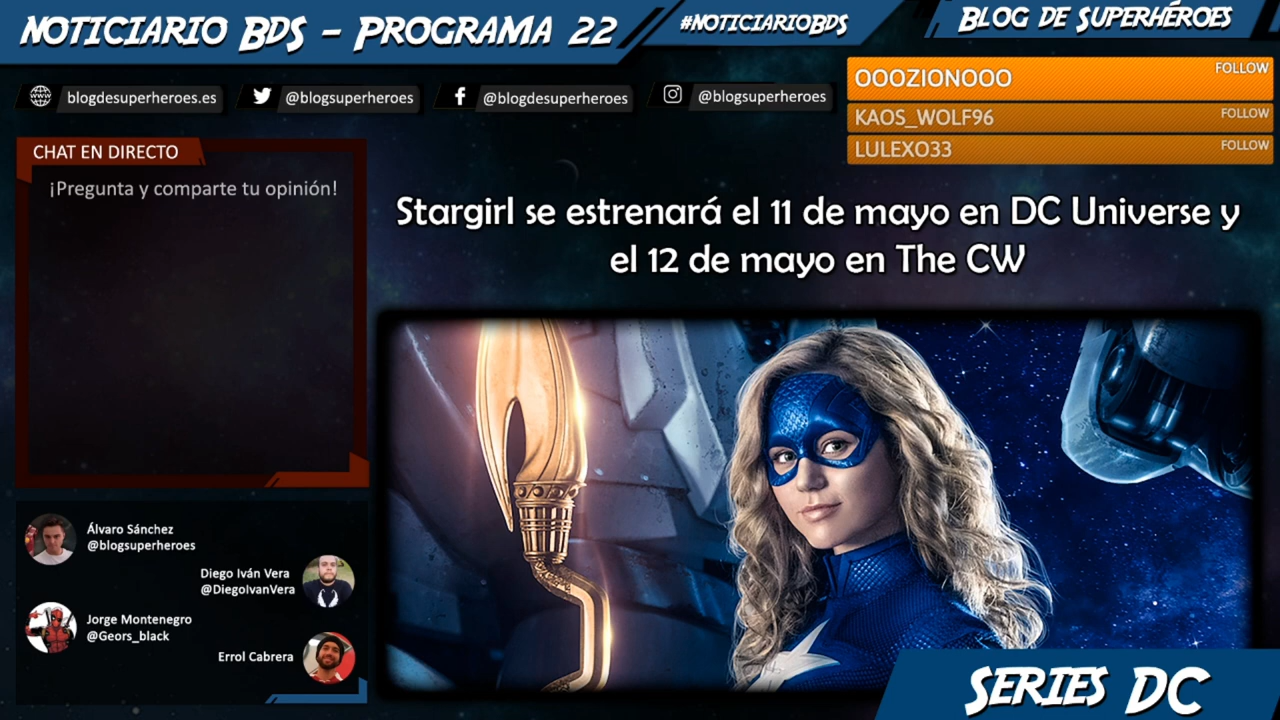 NOTICIARIO BDS - PROGRAMA 22
#NOTICIARIOBDS
BLOG DE SUPERHÉROES
blogdesuperheroes.es
@blogsuperheroes
@blogdesuperheroes
@blogsuperheroes
OOOZIONOOO FOLLOW
KAOS_WOLF96 FOLLOW
LULEXO33 FOLLOW
CHAT EN DIRECTO
¡Pregunta y comparte tu opinión!
Stargirl se estrenará el 11 de mayo en DC Universe y
el 12 de mayo en The CW
Álvaro Sánchez
@blogsuperheroes
Diego Iván Vera
@DiegoIvanVera
Jorge Montenegro
@Geors_black
Errol Cabrera
SERIES DC